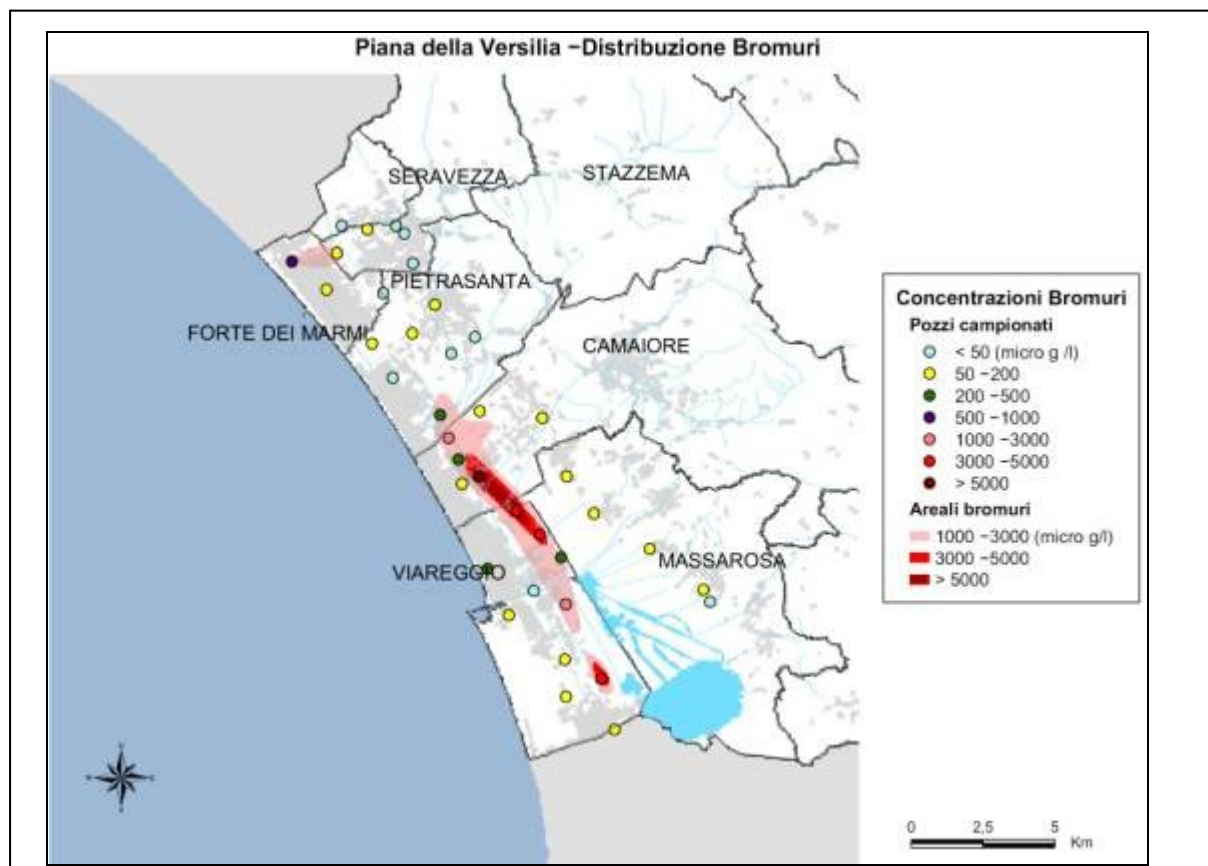 Piana della Versilia −Distribuzione Bromuri
SERAVEZZA
STAZZEMA
PIETRASANTA
FORTE DEI MARMI
CAMAIORE
VIAREGGIO
MASSAROSA
Concentrazioni Bromuri
Pozzi campionati
< 50 (micro g /l)
50 −200
200 −500
500 −1000
1000 −3000
3000 −5000
> 5000
Areali bromuri
1000 −3000 (micro g/l)
3000 −5000
> 5000
0 2,5 5
Km